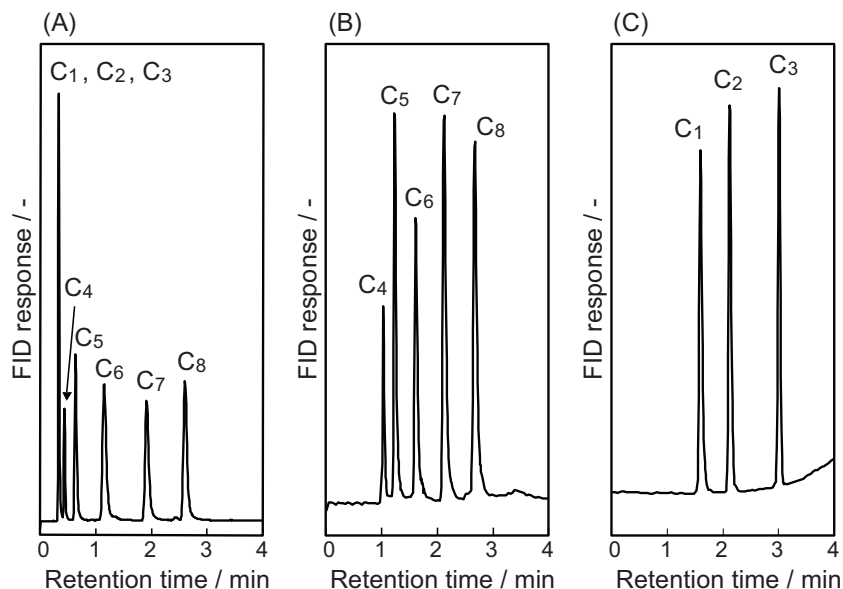 (A)
C1 , C2 , C3
C4
C5
C6
C7
C8
FID response / -
0 1 2 3 4
Retention time / min
(B)
C5
C7
C8
C6
C4
FID response / -
0 1 2 3 4
Retention time / min
(C)
C3
C2
C1
FID response / -
0 1 2 3 4
Retention time / min